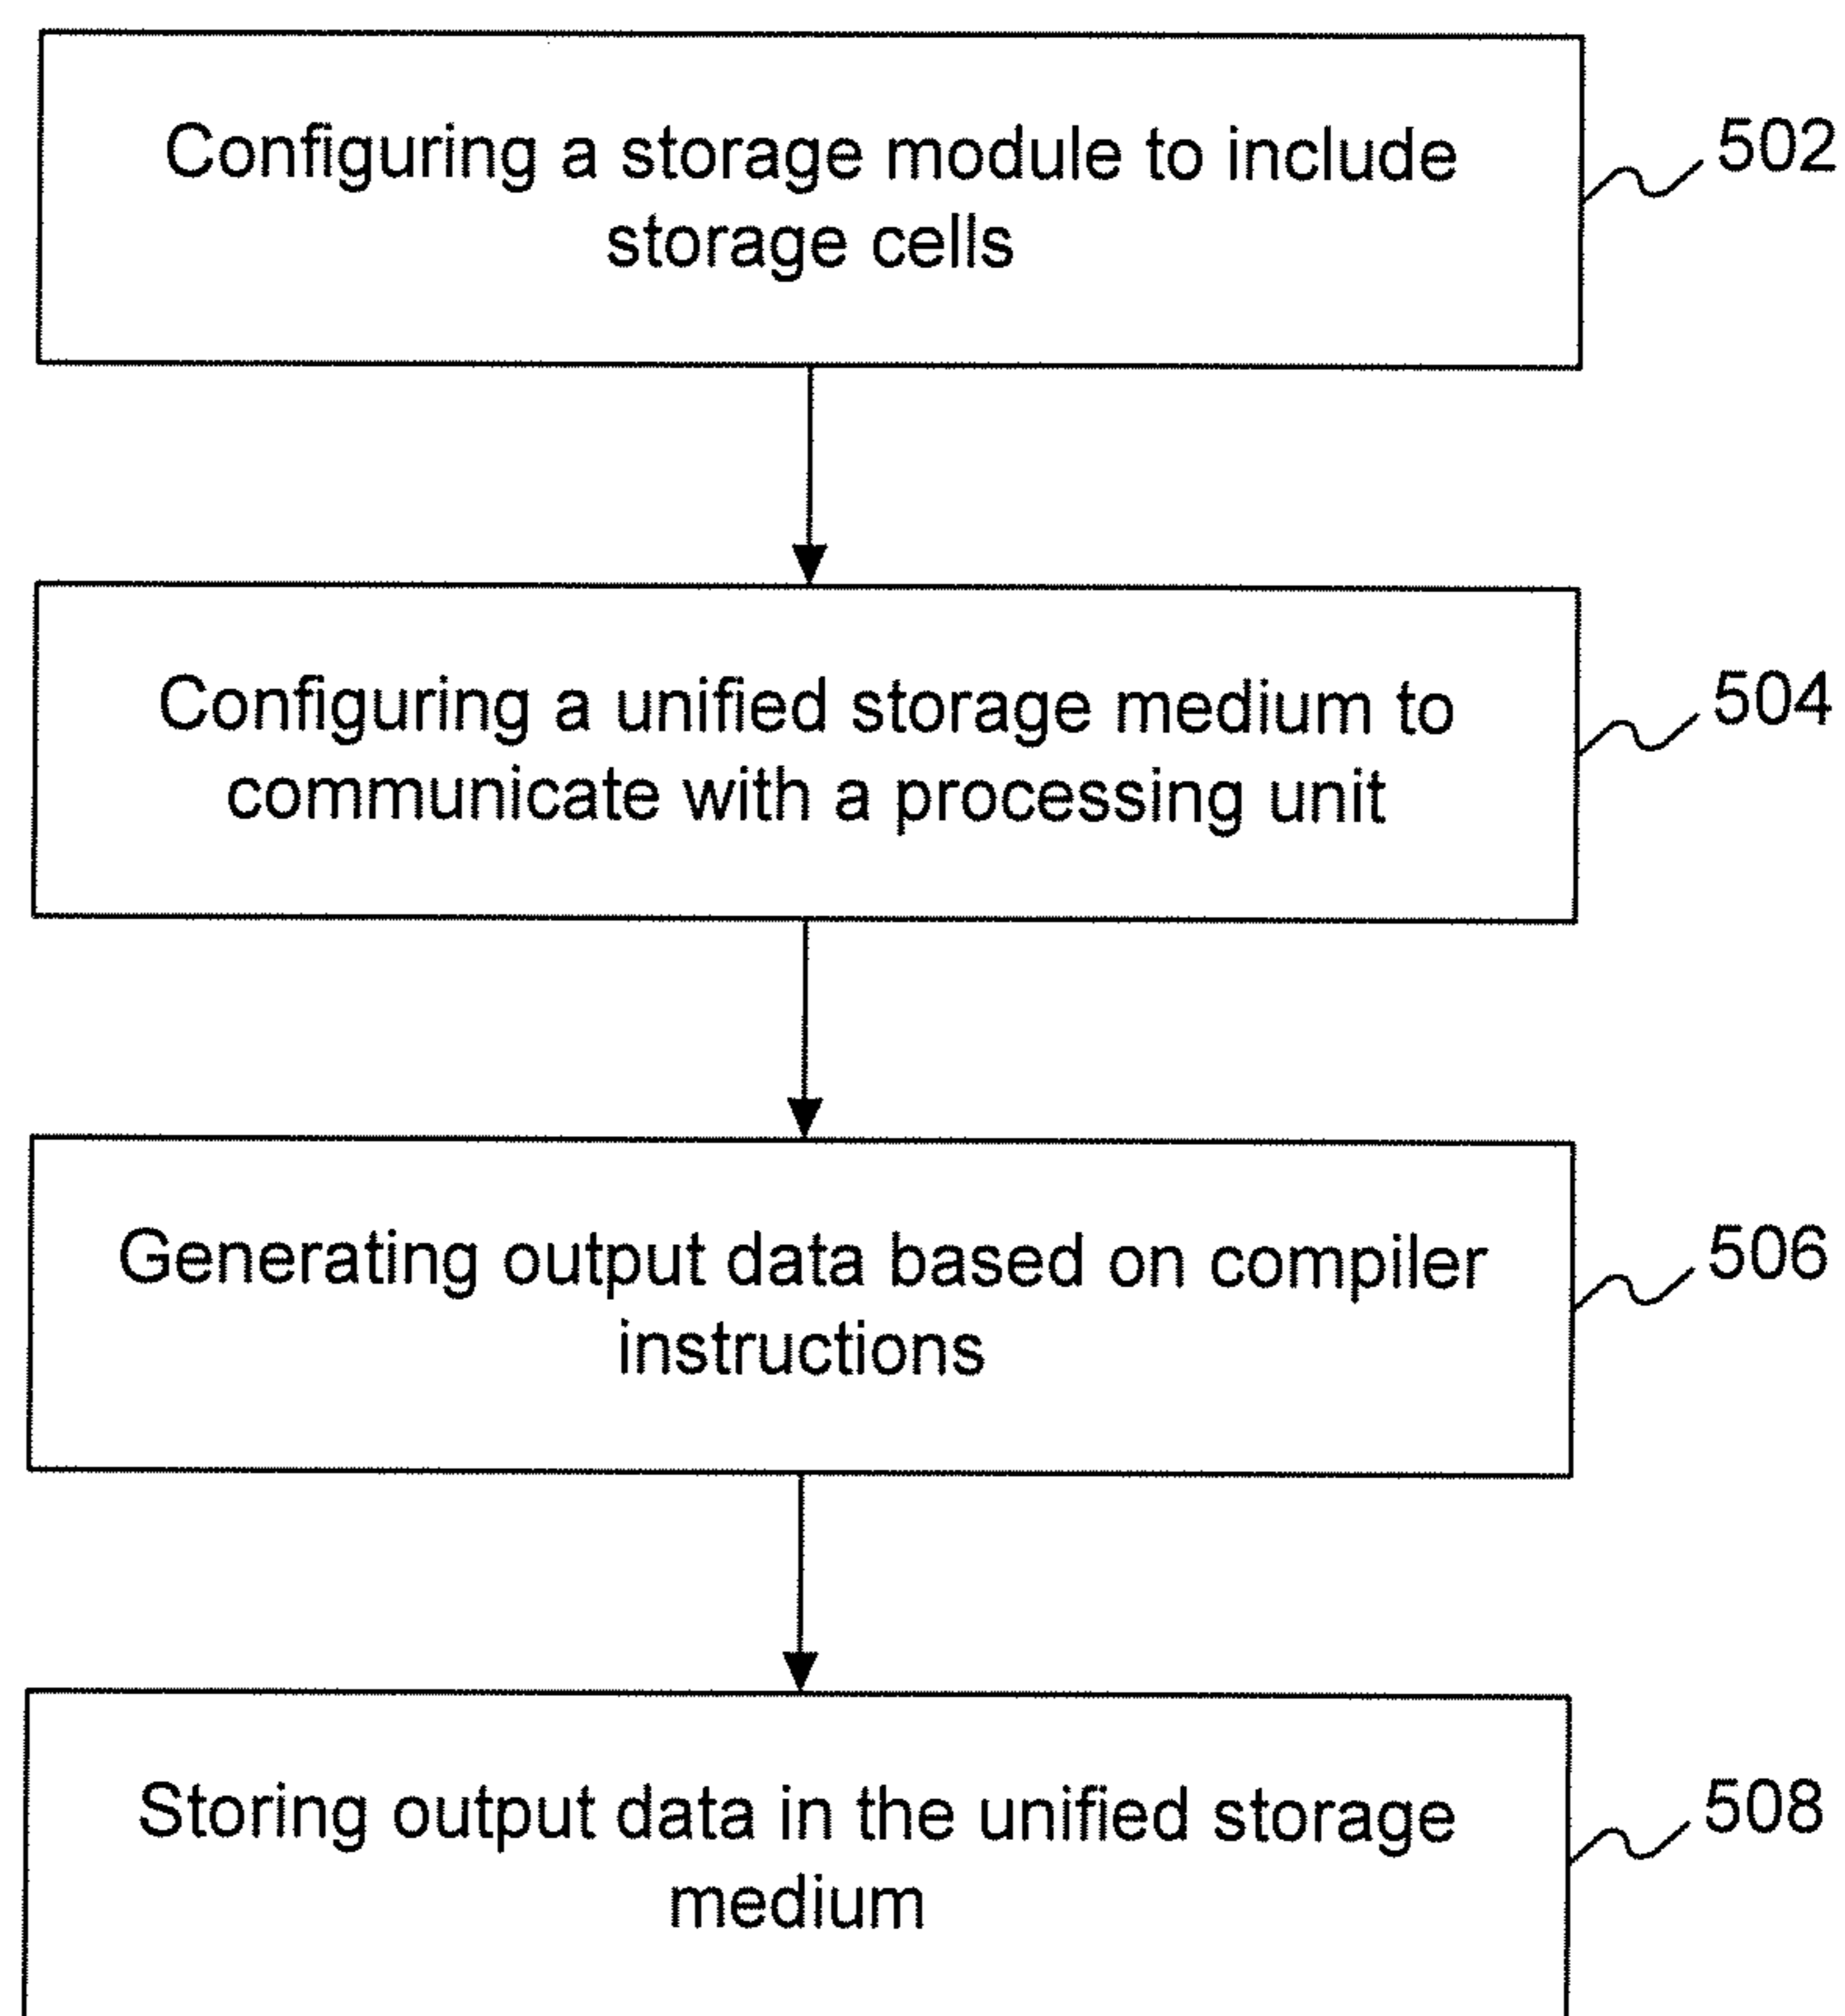 Configuring a storage module to include
storage cells
502
Configuring a unified storage medium to
communicate with a processing unit
504
Generating output data based on compiler
instructions
506
Storing output data in the unified storage
medium
508